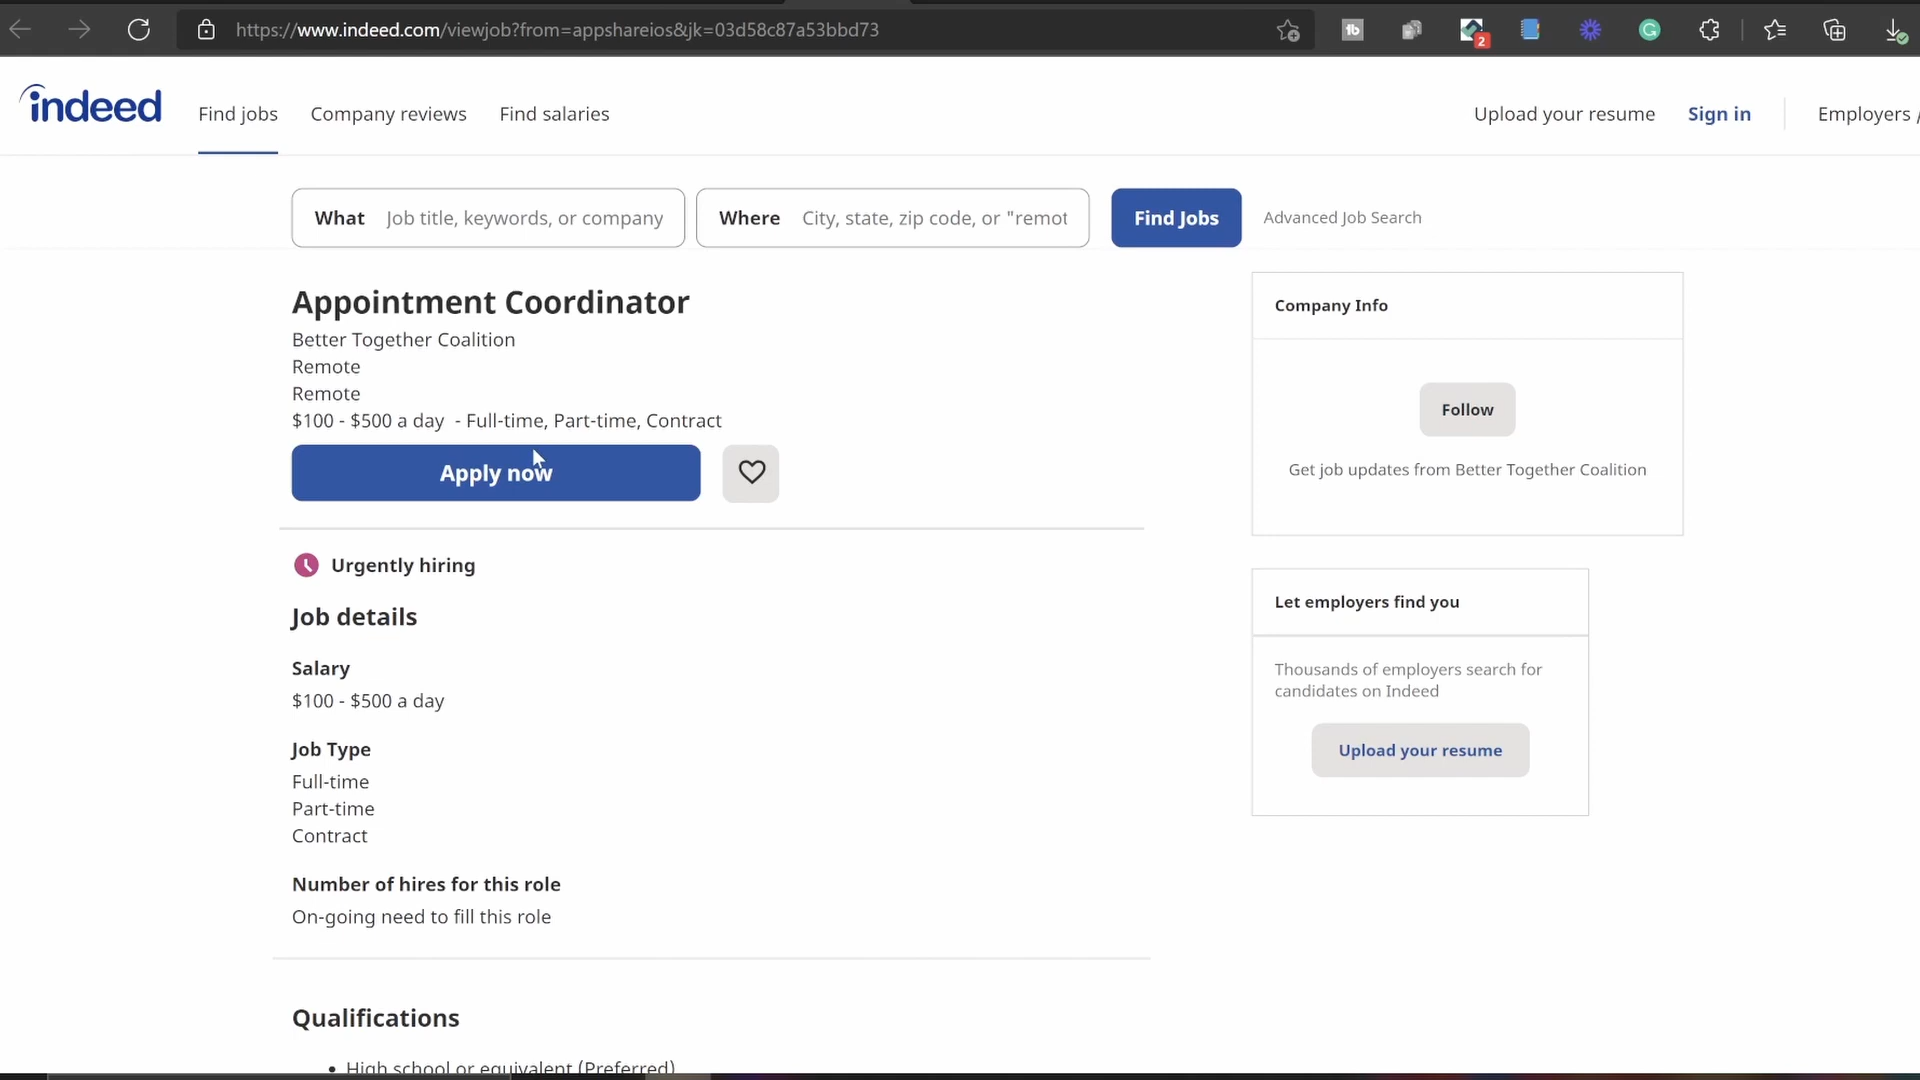 https://www.indeed.com/viewjob?from=appshareios&jk=03d58c87a53bbd73
tb
2
G
indeed
Find jobs
Company reviews
Find salaries
Upload your resume
Sign in
Employers /
What
Job title, keywords, or company
Where
City, state, zip code, or "remot
Find Jobs
Advanced Job Search
Appointment Coordinator
Better Together Coalition
Remote
Remote
$100 - $500 a day - Full-time, Part-time, Contract
Apply now
Urgently hiring
Job details
Salary
$100 - $500 a day
Job Type
Full-time
Part-time
Contract
Number of hires for this role
On-going need to fill this role
Qualifications
• High school or equivalent (Preferred)
Company Info
Follow
Get job updates from Better Together Coalition
Let employers find you
Thousands of employers search for
candidates on Indeed
Upload your resume